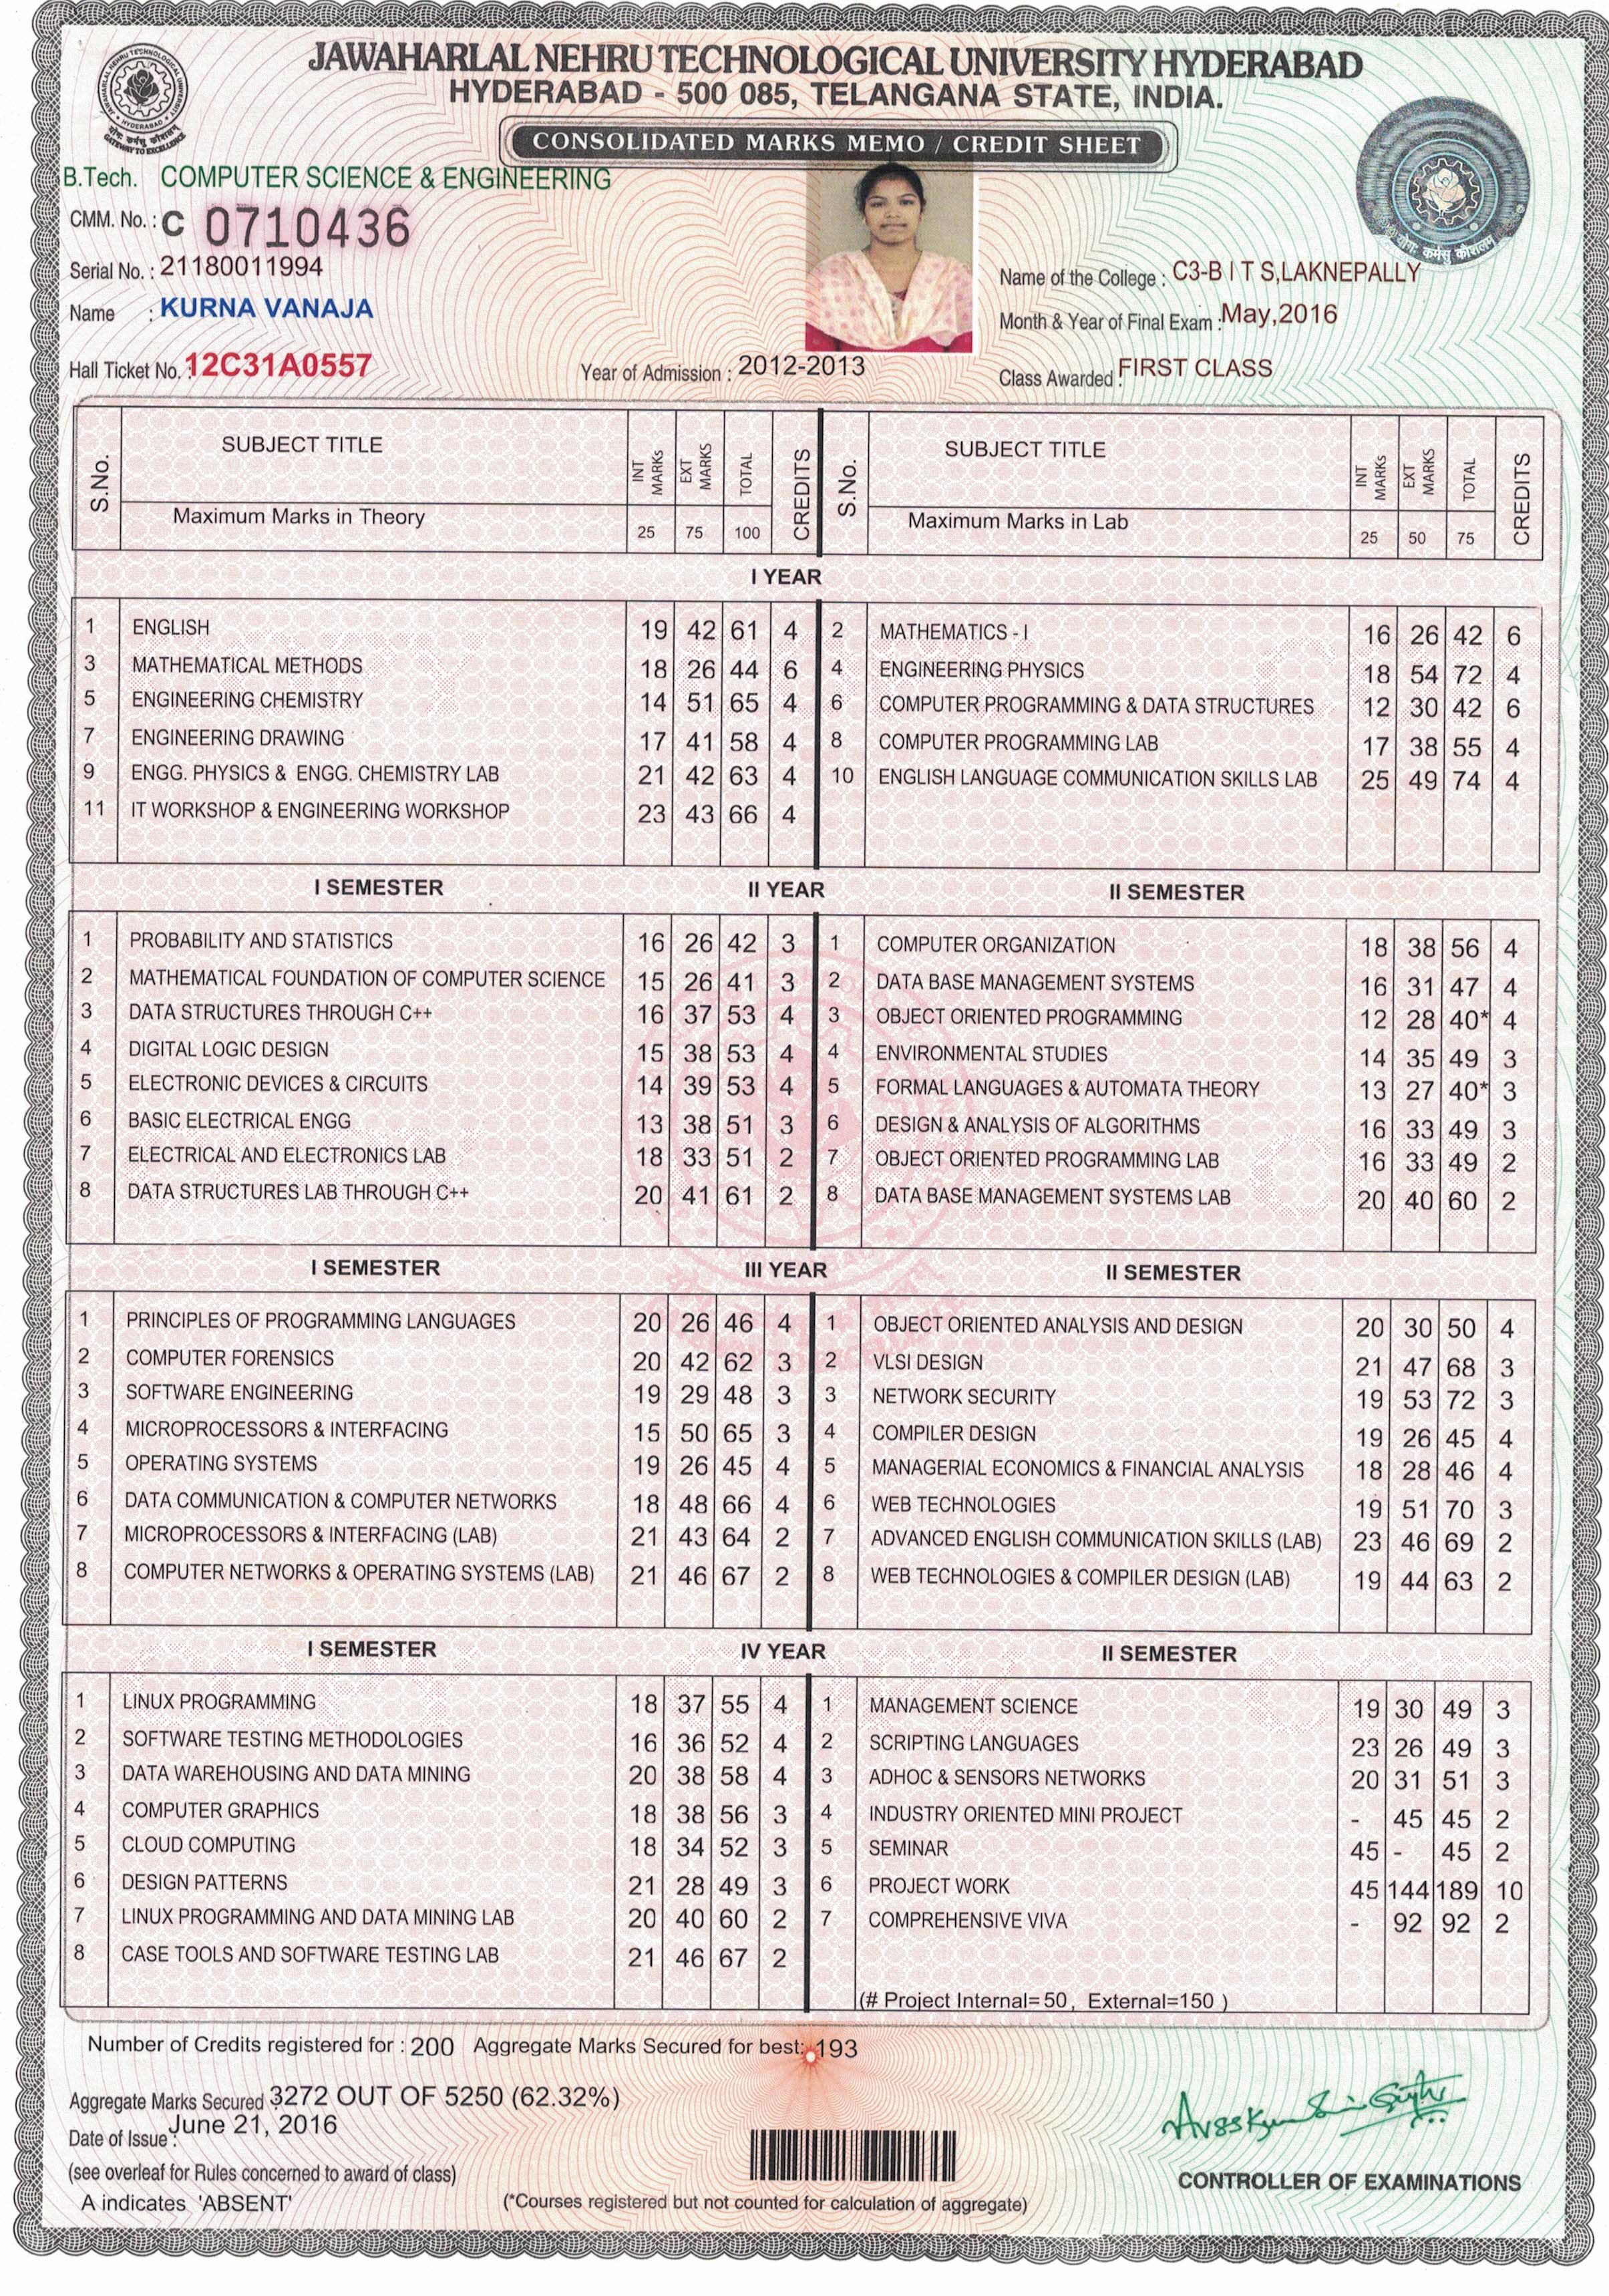 JAWAHARLAL NEHRU TECHNOLOGICAL UNIVERSITY HYDERABAD
HYDERABAD - 500 085, TELANGANA STATE, INDIA.
CONSOLIDATED MARKS MEMO / CREDIT SHEET
B.Tech. COMPUTER SCIENCE & ENGINEERING
CMM. No. : C 0710436
Serial No. : 21180011994
Name of the College : C3-B I T S,LAKNEPALLY
Name : KURNA VANAJA
Month & Year of Final Exam : May,2016
Hall Ticket No. : 12C31A0557 Year of Admission : 2012-2013 Class Awarded : FIRST CLASS
S.No. SUBJECT TITLE INT MARKs EXT MARKS TOTAL CREDITS S.No. SUBJECT TITLE INT MARKs EXT MARKS TOTAL CREDITS
Maximum Marks in Theory 25 75 100 Maximum Marks in Lab 25 50 75
I YEAR
1 ENGLISH 19 42 61 4 2 MATHEMATICS - I 16 26 42 6
3 MATHEMATICAL METHODS 18 26 44 6 4 ENGINEERING PHYSICS 18 54 72 4
5 ENGINEERING CHEMISTRY 14 51 65 4 6 COMPUTER PROGRAMMING & DATA STRUCTURES 12 30 42 6
7 ENGINEERING DRAWING 17 41 58 4 8 COMPUTER PROGRAMMING LAB 17 38 55 4
9 ENGG. PHYSICS & ENGG. CHEMISTRY LAB 21 42 63 4 10 ENGLISH LANGUAGE COMMUNICATION SKILLS LAB 25 49 74 4
11 IT WORKSHOP & ENGINEERING WORKSHOP 23 43 66 4
I SEMESTER II YEAR II SEMESTER
1 PROBABILITY AND STATISTICS 16 26 42 3 1 COMPUTER ORGANIZATION 18 38 56 4
2 MATHEMATICAL FOUNDATION OF COMPUTER SCIENCE 15 26 41 3 2 DATA BASE MANAGEMENT SYSTEMS 16 31 47 4
3 DATA STRUCTURES THROUGH C++ 16 37 53 4 3 OBJECT ORIENTED PROGRAMMING 12 28 40* 4
4 DIGITAL LOGIC DESIGN 15 38 53 4 4 ENVIRONMENTAL STUDIES 14 35 49 3
5 ELECTRONIC DEVICES & CIRCUITS 14 39 53 4 5 FORMAL LANGUAGES & AUTOMATA THEORY 13 27 40* 3
6 BASIC ELECTRICAL ENGG 13 38 51 3 6 DESIGN & ANALYSIS OF ALGORITHMS 16 33 49 3
7 ELECTRICAL AND ELECTRONICS LAB 18 33 51 2 7 OBJECT ORIENTED PROGRAMMING LAB 16 33 49 2
8 DATA STRUCTURES LAB THROUGH C++ 20 41 61 2 8 DATA BASE MANAGEMENT SYSTEMS LAB 20 40 60 2
I SEMESTER III YEAR II SEMESTER
1 PRINCIPLES OF PROGRAMMING LANGUAGES 20 26 46 4 1 OBJECT ORIENTED ANALYSIS AND DESIGN 20 30 50 4
2 COMPUTER FORENSICS 20 42 62 3 2 VLSI DESIGN 21 47 68 3
3 SOFTWARE ENGINEERING 19 29 48 3 3 NETWORK SECURITY 19 53 72 3
4 MICROPROCESSORS & INTERFACING 15 50 65 3 4 COMPILER DESIGN 19 26 45 4
5 OPERATING SYSTEMS 19 26 45 4 5 MANAGERIAL ECONOMICS & FINANCIAL ANALYSIS 18 28 46 4
6 DATA COMMUNICATION & COMPUTER NETWORKS 18 48 66 4 6 WEB TECHNOLOGIES 19 51 70 3
7 MICROPROCESSORS & INTERFACING (LAB) 21 43 64 2 7 ADVANCED ENGLISH COMMUNICATION SKILLS (LAB) 23 46 69 2
8 COMPUTER NETWORKS & OPERATING SYSTEMS (LAB) 21 46 67 2 8 WEB TECHNOLOGIES & COMPILER DESIGN (LAB) 19 44 63 2
I SEMESTER IV YEAR II SEMESTER
1 LINUX PROGRAMMING 18 37 55 4 1 MANAGEMENT SCIENCE 19 30 49 3
2 SOFTWARE TESTING METHODOLOGIES 16 36 52 4 2 SCRIPTING LANGUAGES 23 26 49 3
3 DATA WAREHOUSING AND DATA MINING 20 38 58 4 3 ADHOC & SENSORS NETWORKS 20 31 51 3
4 COMPUTER GRAPHICS 18 38 56 3 4 INDUSTRY ORIENTED MINI PROJECT - 45 45 2
5 CLOUD COMPUTING 18 34 52 3 5 SEMINAR 45 - 45 2
6 DESIGN PATTERNS 21 28 49 3 6 PROJECT WORK 45 144 189 10
7 LINUX PROGRAMMING AND DATA MINING LAB 20 40 60 2 7 COMPREHENSIVE VIVA - 92 92 2
8 CASE TOOLS AND SOFTWARE TESTING LAB 21 46 67 2
(# Project Internal=50, External=150 )
Number of Credits registered for : 200 Aggregate Marks Secured for best: 193
Aggregate Marks Secured 3272 OUT OF 5250 (62.32%)
Date of Issue : June 21, 2016
(see overleaf for Rules concerned to award of class)
CONTROLLER OF EXAMINATIONS
A indicates 'ABSENT' (*Courses registered but not counted for calculation of aggregate)